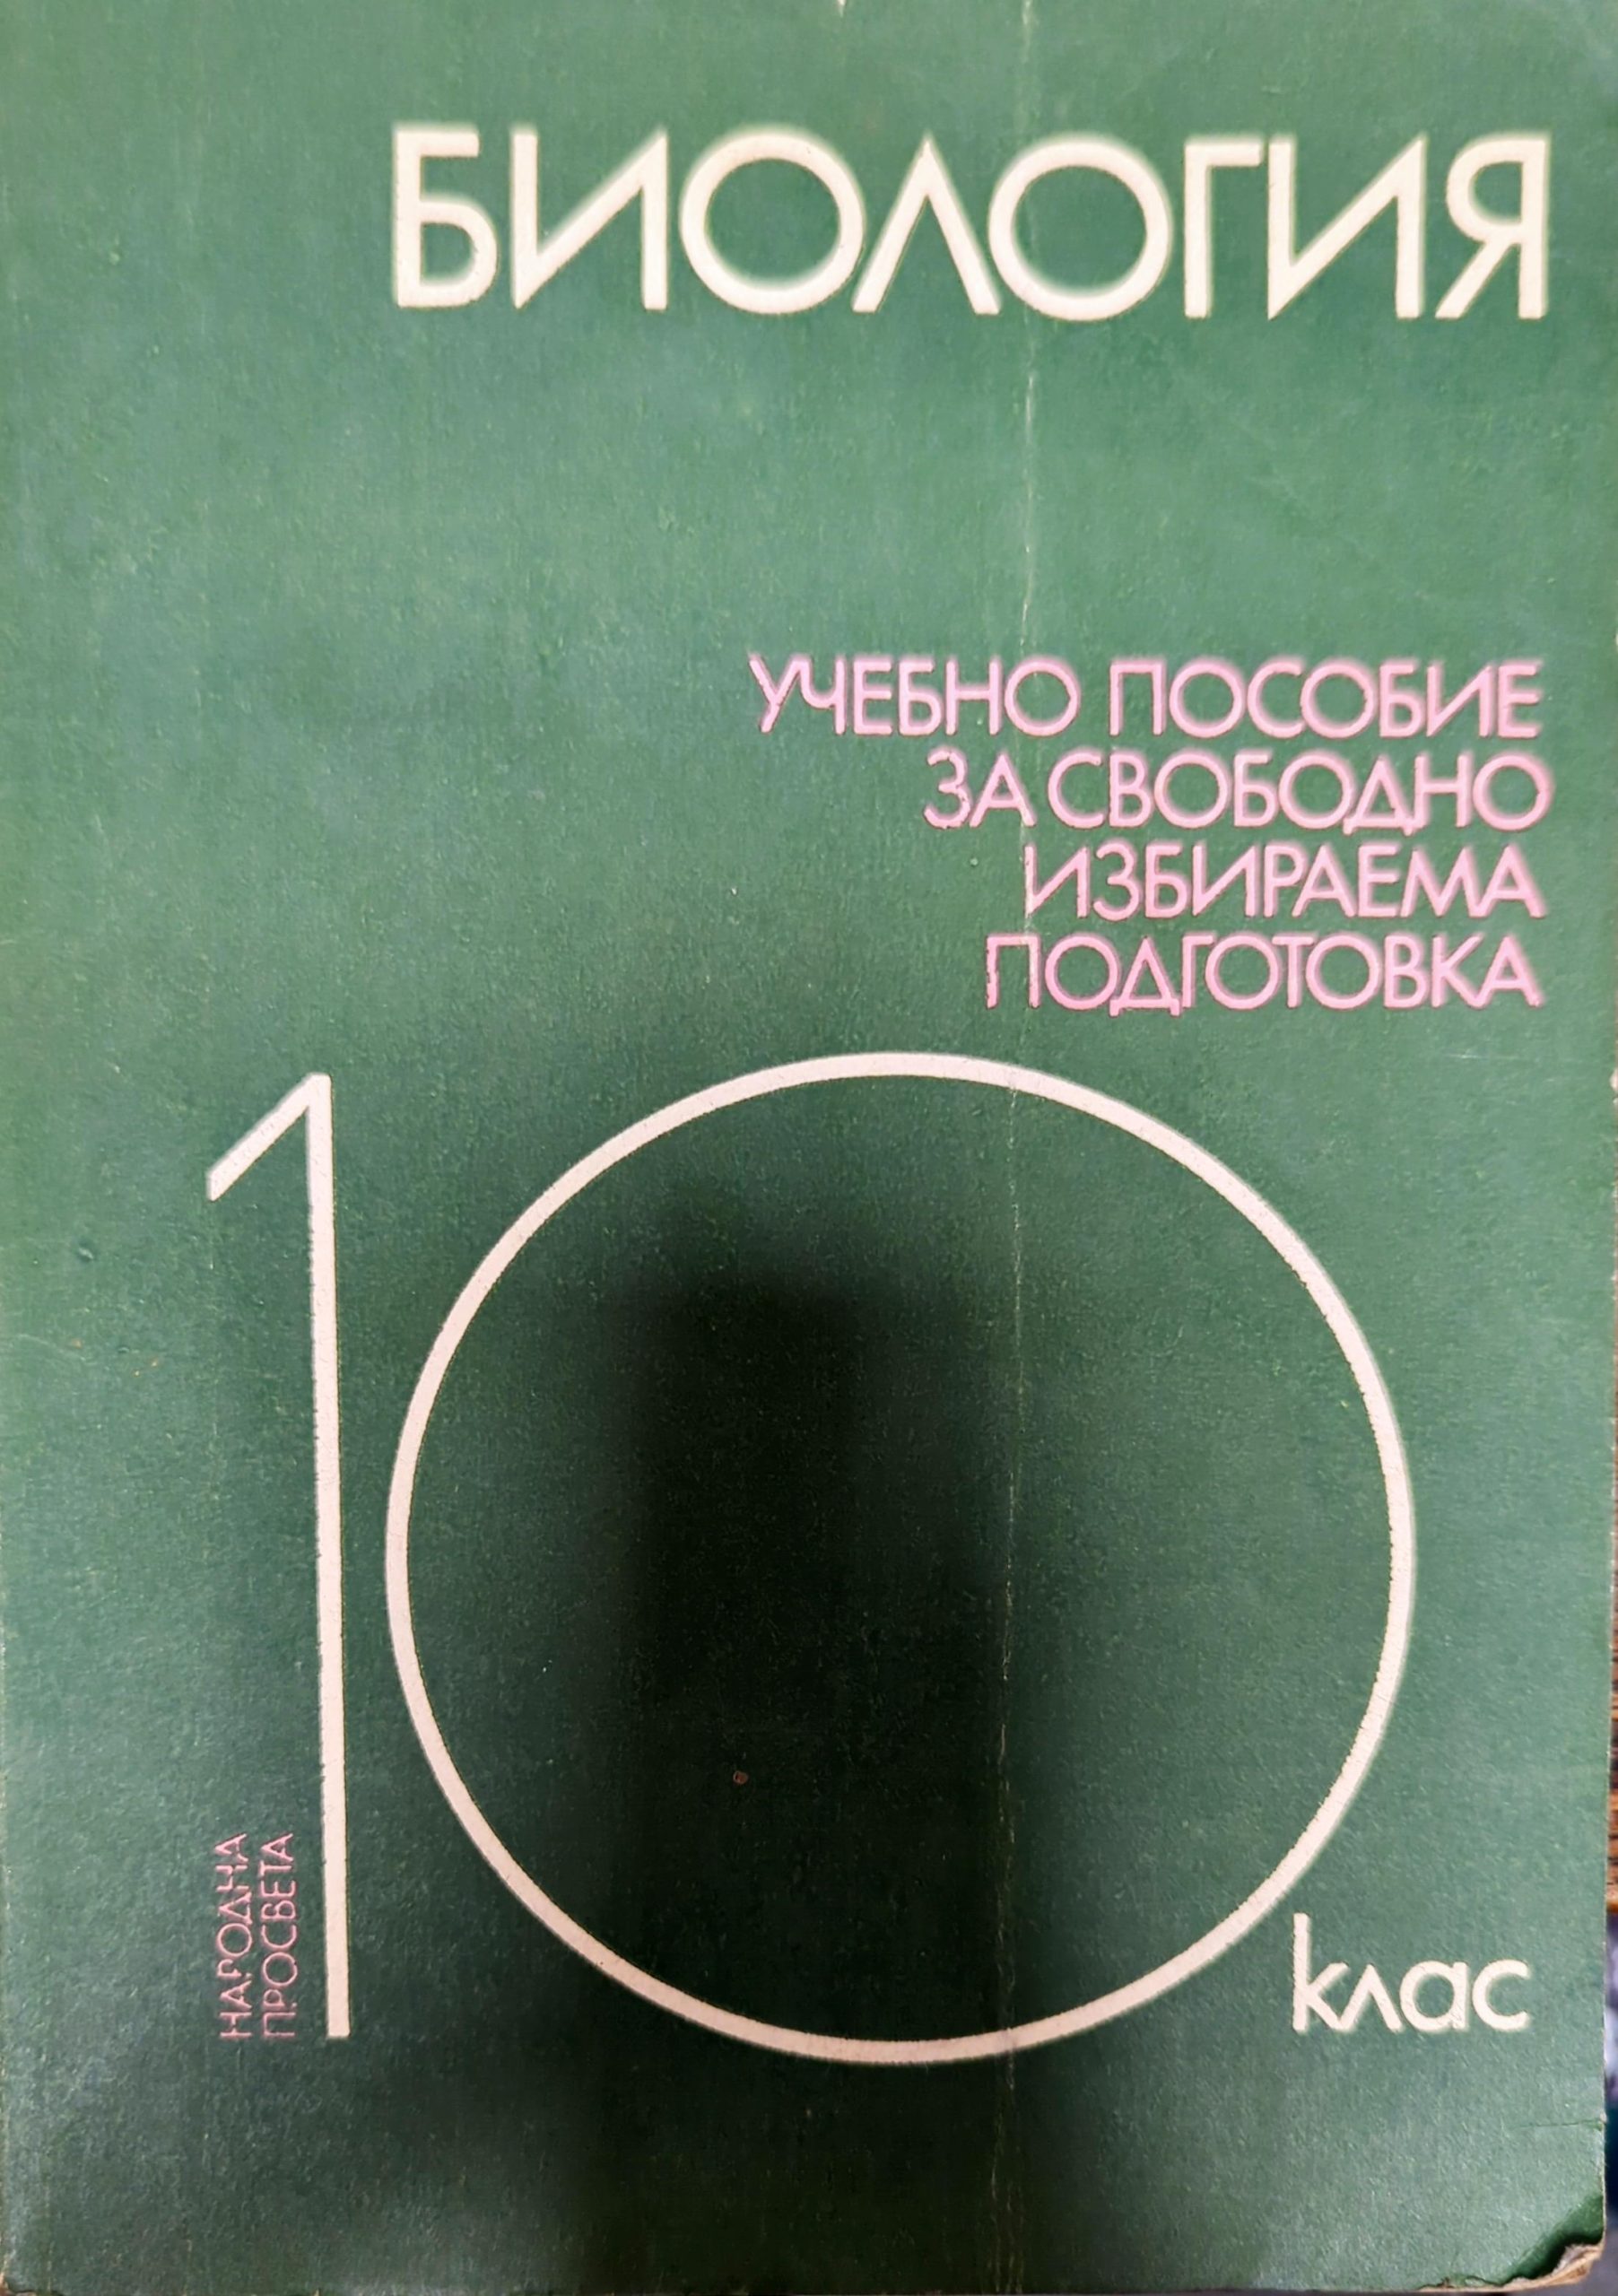 БИОЛОГИЯ
УЧЕБНО ПОСОБИЕ
ЗА СВОБОДНО
ИЗБИРАЕМА
ПОДГОТОВКА
10
клас
НАРОДНА
ПРОСВЕТА